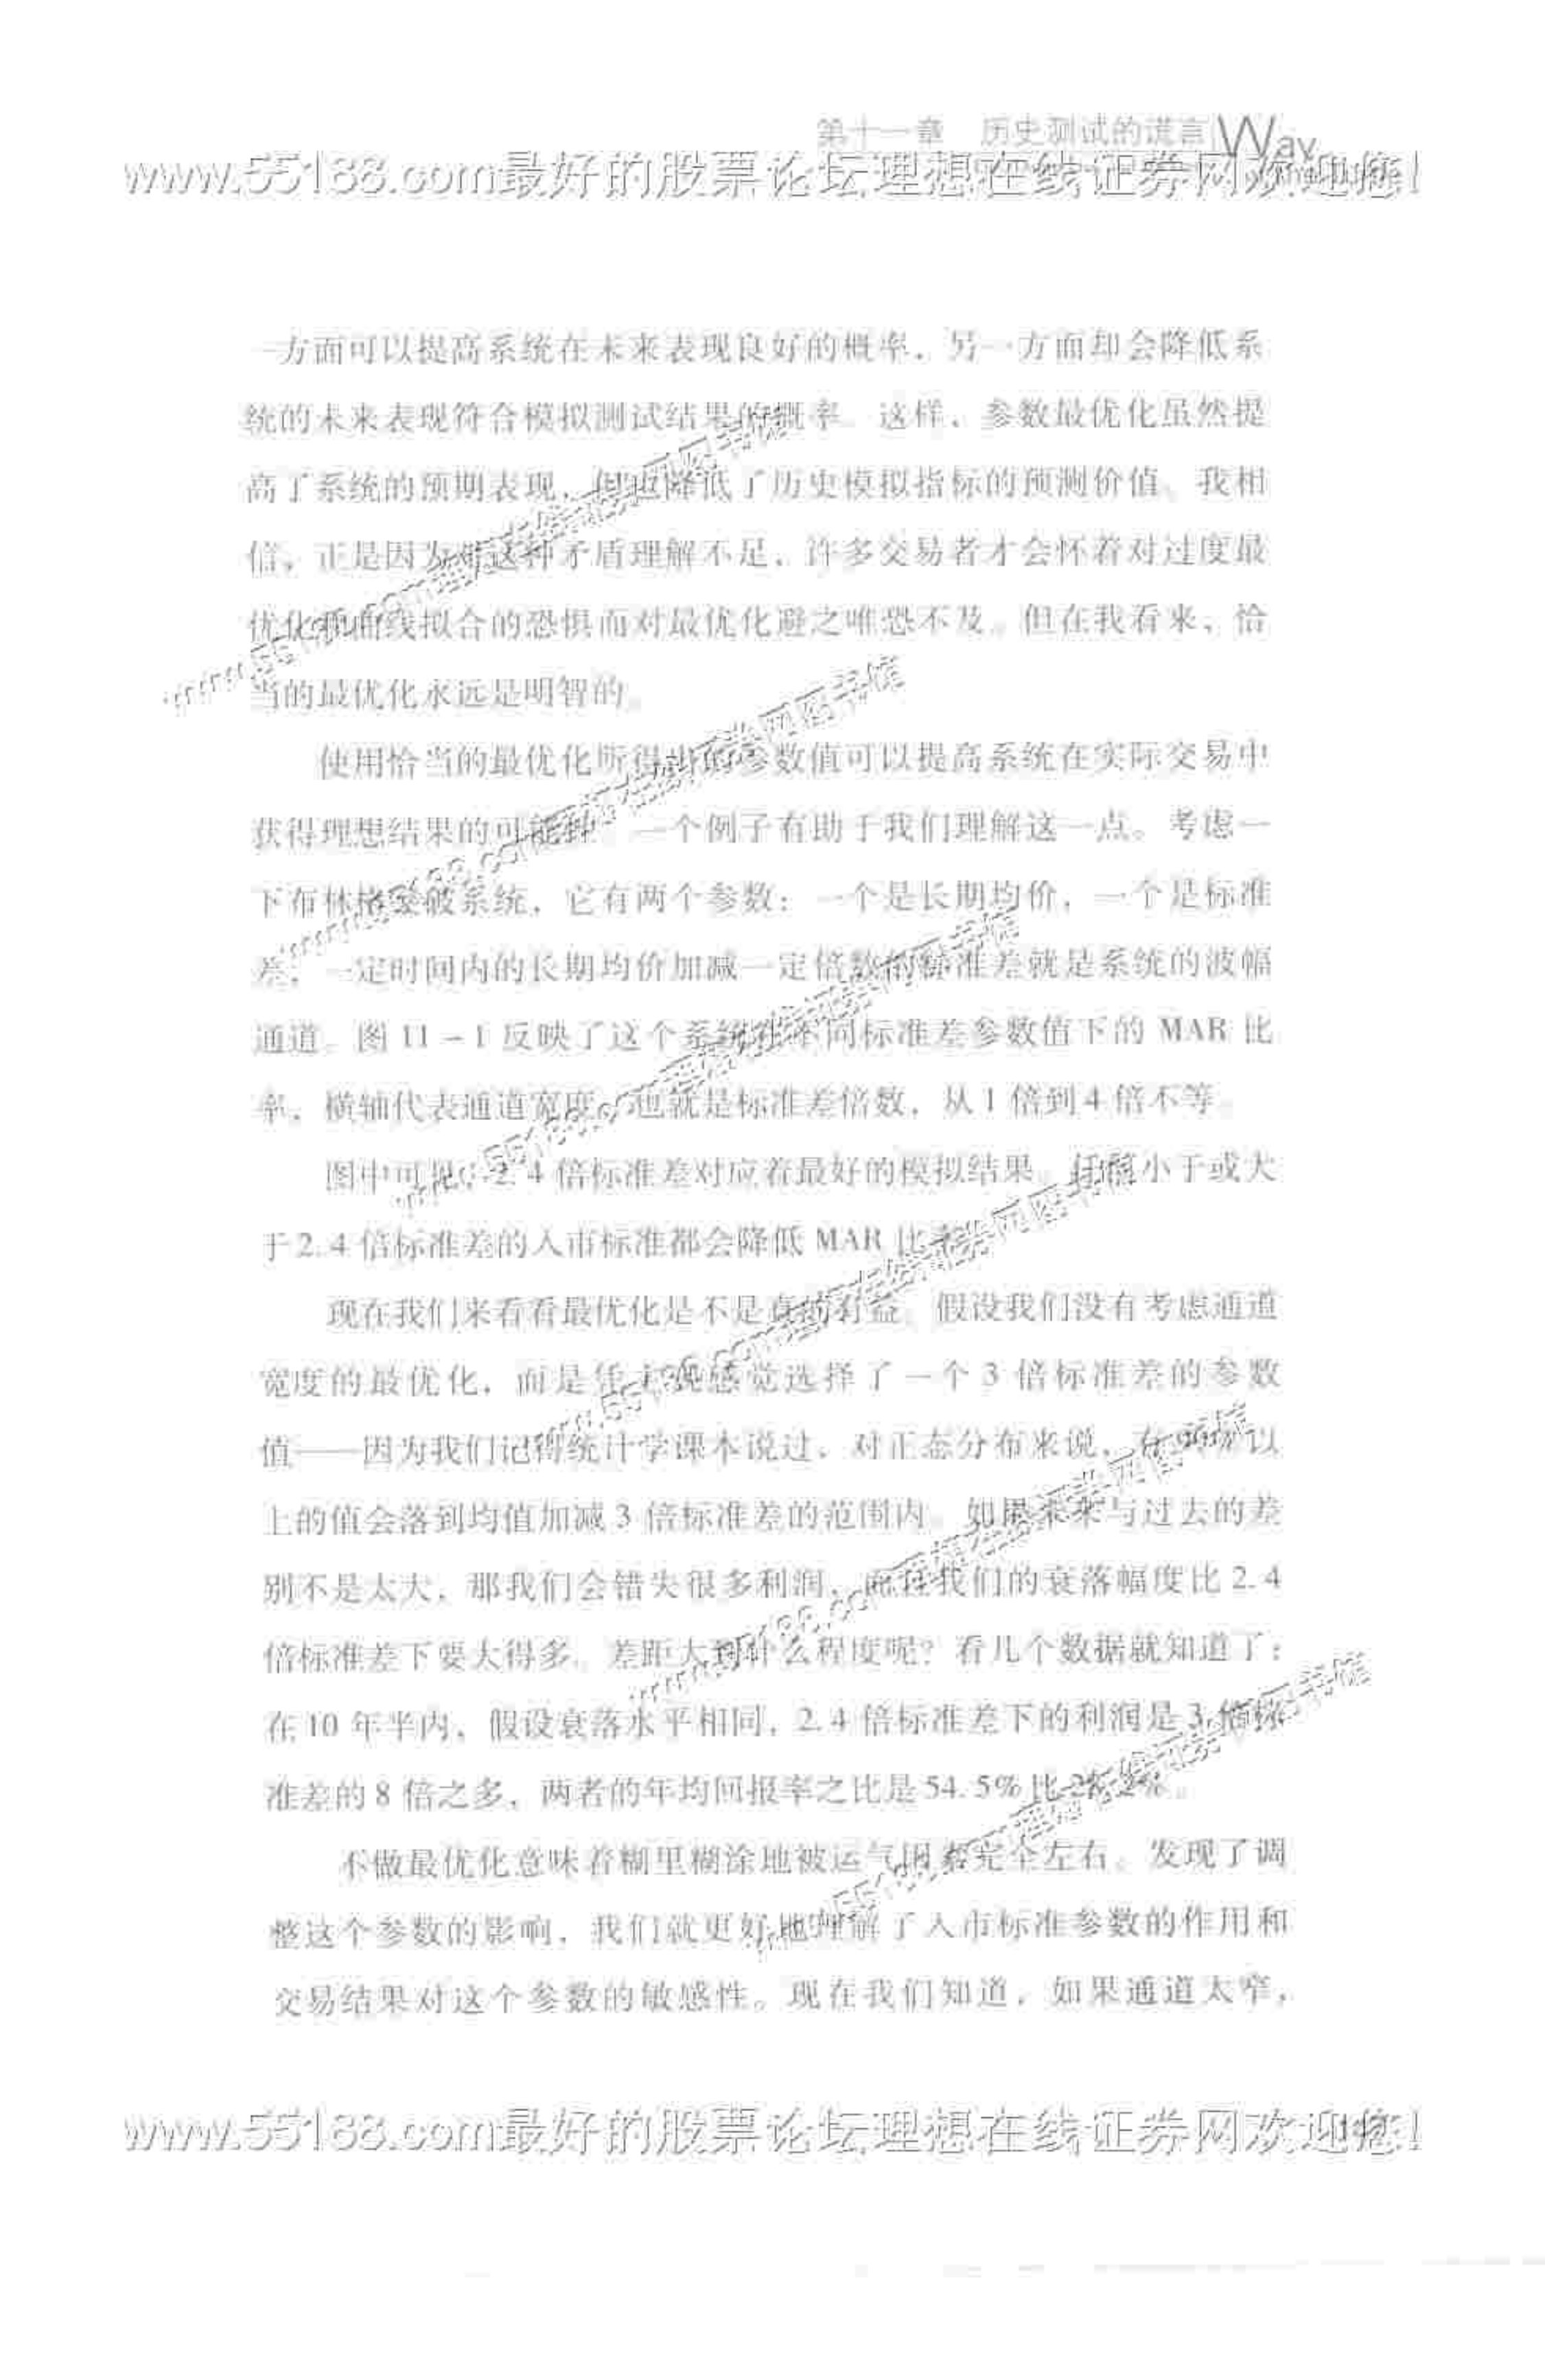 第十一章 历史测试的谎言 Way
www.55188.com最好的股票论坛理想在线证券网欢迎您!
一方面可以提高系统在未来表现良好的概率，另一方面却会降低系
统的未来表现符合模拟测试结果的概率。这样，参数最优化虽然提
高了系统的预期表现，但也降低了历史模拟指标的预测价值。我相
信，正是因为对这种矛盾理解不足，许多交易者才会怀着对过度最
优化和曲线拟合的恐惧而对最优化避之唯恐不及。但在我看来，恰
当的最优化永远是明智的。
使用恰当的最优化所得出的参数值可以提高系统在实际交易中
获得理想结果的可能性。一个例子有助于我们理解这一点。考虑一
下布林格突破系统，它有两个参数：一个是长期均价，一个是标准
差，一定时间内的长期均价加减一定倍数的标准差就是系统的波幅
通道。图 11－1 反映了这个系统在不同标准差参数值下的 MAR 比
率，横轴代表通道宽度，也就是标准差倍数，从 1 倍到 4 倍不等。
图中可见，2.4 倍标准差对应着最好的模拟结果。任何小于或大
于 2.4 倍标准差的入市标准都会降低 MAR 比率。
现在我们来看看最优化是不是真的有益。假设我们没有考虑通道
宽度的最优化，而是凭主观感觉选择了一个 3 倍标准差的参数
值——因为我们记得统计学课本说过，对正态分布来说，有 以
上的值会落到均值加减 3 倍标准差的范围内。如果未来与过去的差
别不是太大，那我们会错失很多利润，而且我们的衰落幅度比 2.4
倍标准差下要大得多。差距大到什么程度呢？看几个数据就知道了：
在 10 年半内，假设衰落水平相同，2.4 倍标准差下的利润是 3 倍标
准差的 8 倍之多，两者的年均回报率之比是 54.5% 比
不做最优化意味着糊里糊涂地被运气因素完全左右。发现了调
整这个参数的影响，我们就更好地理解了入市标准参数的作用和
交易结果对这个参数的敏感性。现在我们知道，如果通道太窄，
www.55188.com最好的股票论坛理想在线证券网欢迎您!